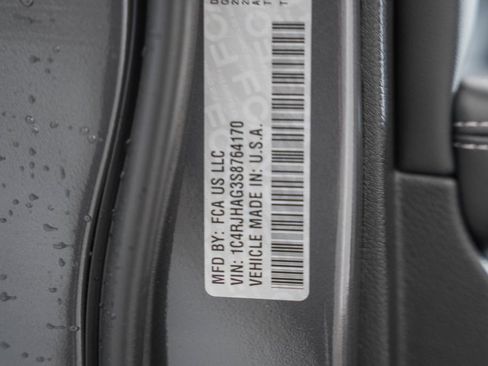 MFD BY: FCA US LLC
VIN: 1C4RJHAG3S8764170
VEHICLE MADE IN: U.S.A.